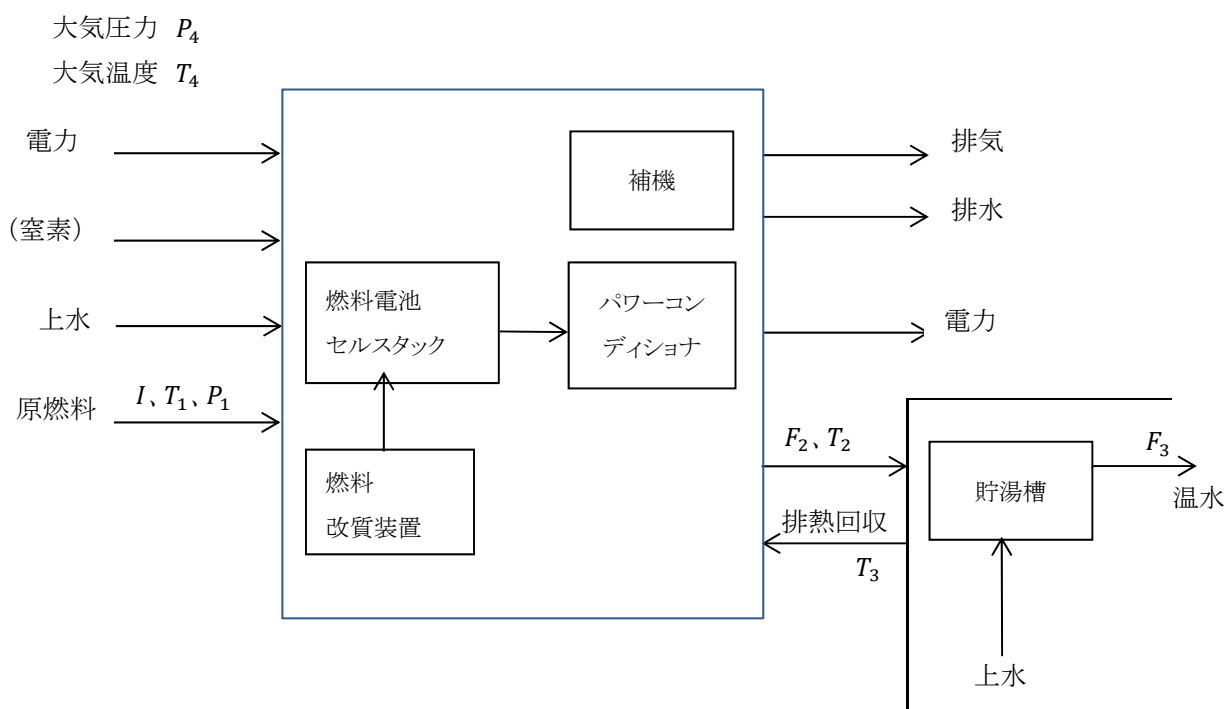 大気圧力 P₄
大気温度 T₄
電力
(窒素)
上水
原燃料
I、T₁、P₁
補機
燃料電池
セルスタック
パワーコン
ディショナ
燃料
改質装置
排気
排水
電力
F₂、T₂
排熱回収
T₃
貯湯槽
F₃
温水
上水